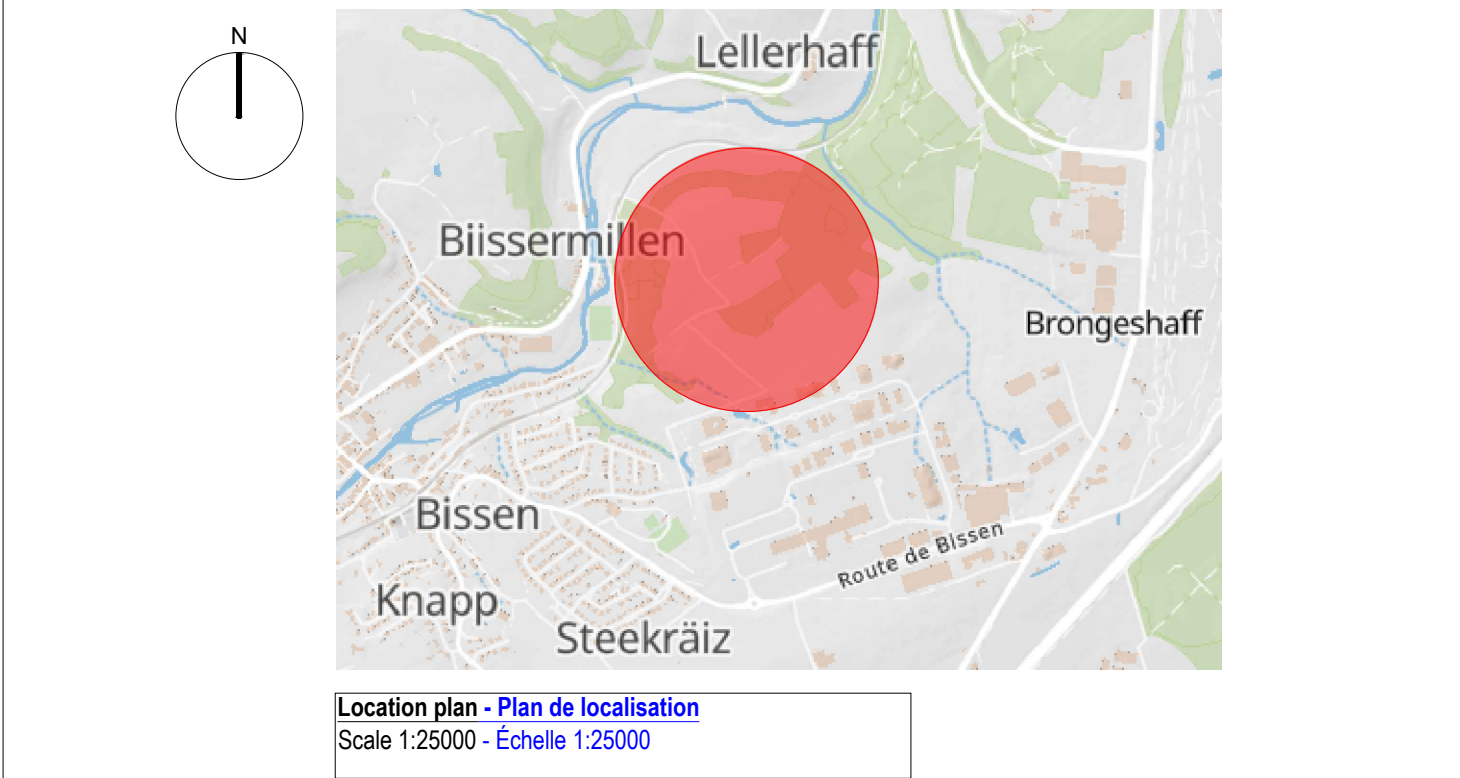 N
Lellerhaff
Biissermillen
Brongeshaff
Bissen
Route de Bissen
Knapp
Steekräiz
Location plan - Plan de localisation
Scale 1:25000 - Échelle 1:25000